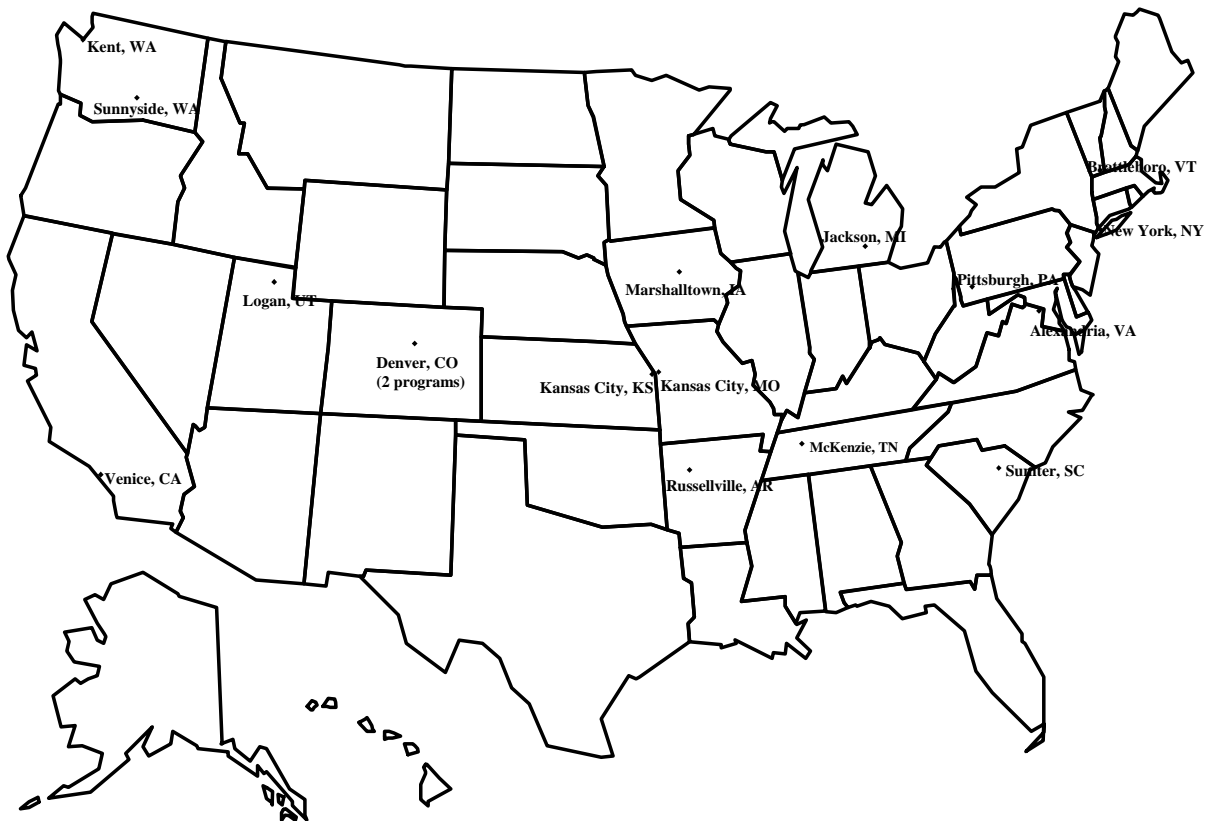 Kent, WA
Sunnyside, WA
Brattleboro, VT
New York, NY
Jackson, MI
Pittsburgh, PA
Marshalltown, IA
Logan, UT
Alexandria, VA
Denver, CO
(2 programs)
Kansas City, KS
Kansas City, MO
McKenzie, TN
Sumter, SC
Venice, CA
Russellville, AR